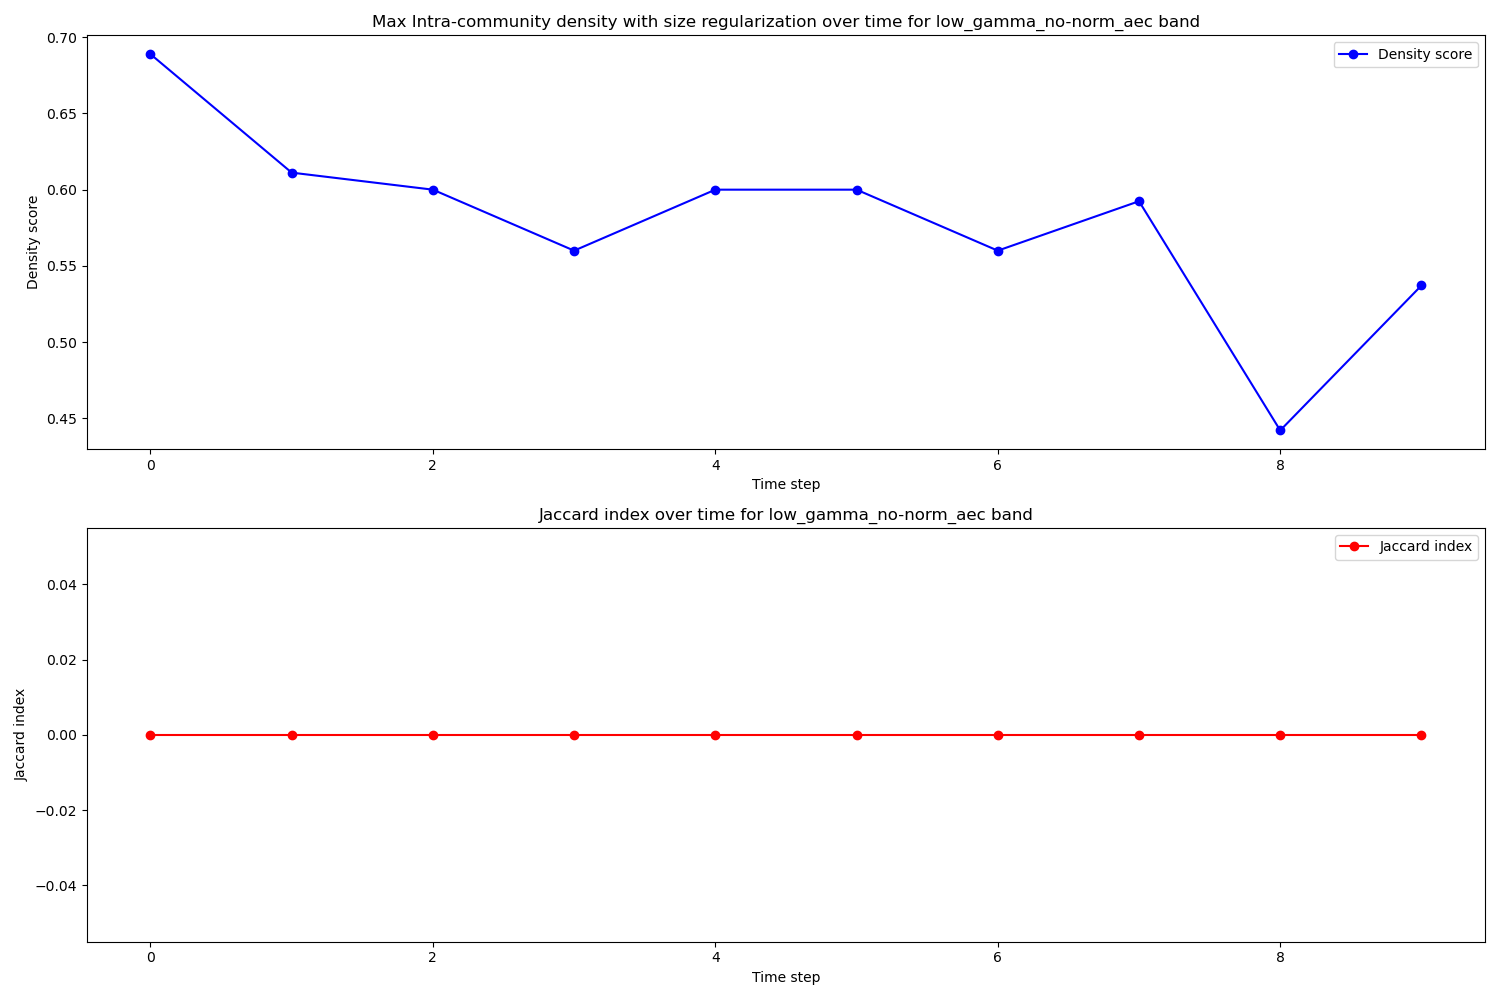 Max Intra-community density with size regularization over time for low_gamma_no-norm_aec band
0.70
0.65
0.60
0.55
0.50
0.45
Density score
Density score
0 2 4 6 8
Time step
Jaccard index over time for low_gamma_no-norm_aec band
0.04
0.02
0.00
−0.02
−0.04
Jaccard index
Jaccard index
0 2 4 6 8
Time step